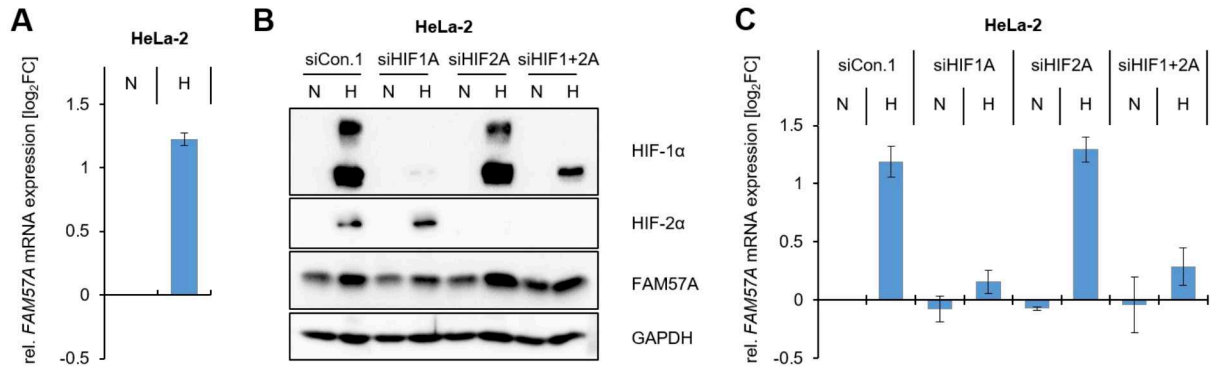 A
HeLa-2
N H
rel. FAM57A mRNA expression [log₂FC]
1.5
1
0.5
0
-0.5
B
HeLa-2
siCon.1 siHIF1A siHIF2A siHIF1+2A
N H N H N H N H
HIF-1α
HIF-2α
FAM57A
GAPDH
C
HeLa-2
siCon.1 siHIF1A siHIF2A siHIF1+2A
N H N H N H N H
rel. FAM57A mRNA expression [log₂FC]
1.5
1
0.5
0
-0.5